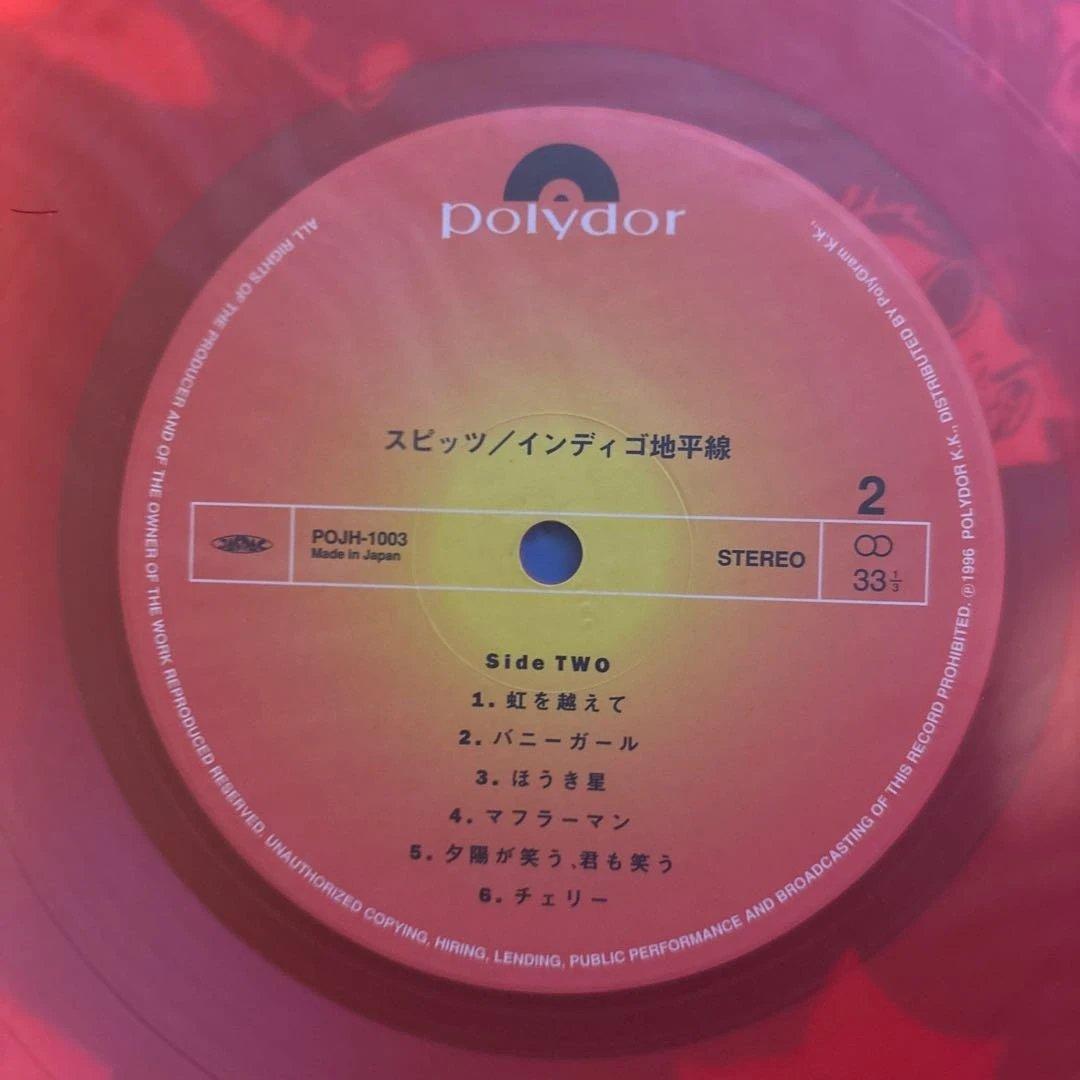 polydor
スピッツ／インディゴ地平線
2
POJH-1003
Made in Japan
STEREO
33 1/3
Side TWO
1. 虹を越えて
2. バニーガール
3. ほうき星
4. マフラーマン
5. 夕陽が笑う、君も笑う
6. チェリー
ALL RIGHTS OF THE PRODUCER AND OF THE OWNER OF THE WORK REPRODUCED RESERVED. UNAUTHORIZED COPYING, HIRING, LENDING, PUBLIC PERFORMANCE AND BROADCASTING OF THIS RECORD PROHIBITED. ℗1996 POLYDOR K.K., DISTRIBUTED BY PolyGram K.K.,